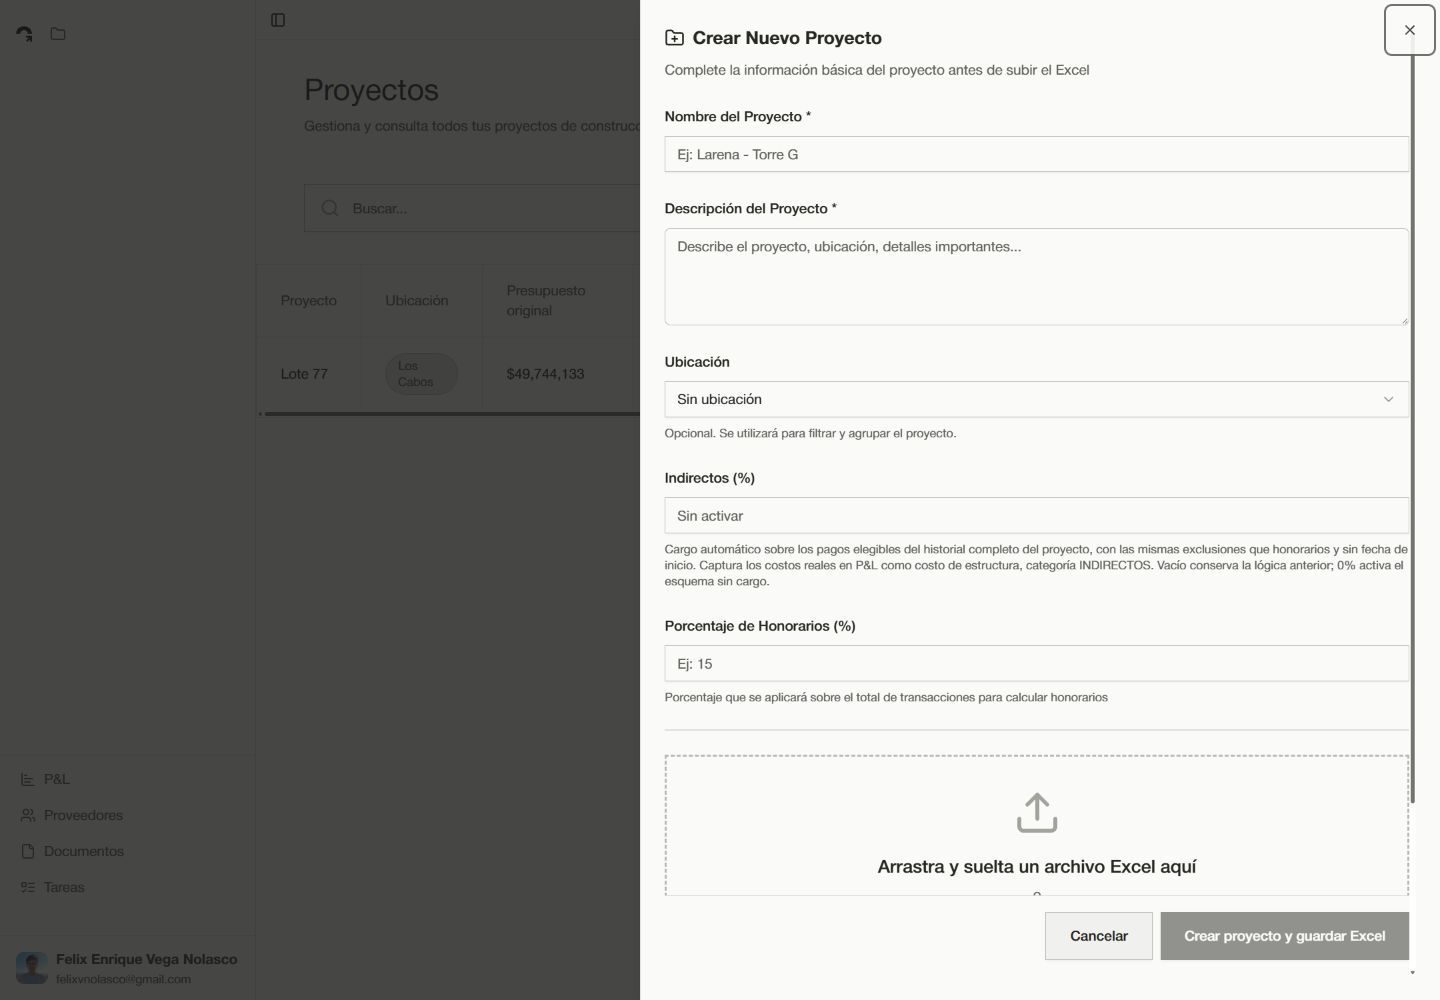 Proyectos
Gestiona y consulta todos tus proyectos de construcc
Buscar...
Proyecto
Ubicación
Presupuesto
original
Lote 77
Los
Cabos
$49,744,133
P&L
Proveedores
Documentos
Tareas
Felix Enrique Vega Nolasco
felixvnolasco@gmail.com
Crear Nuevo Proyecto
Complete la información básica del proyecto antes de subir el Excel
Nombre del Proyecto *
Ej: Larena - Torre G
Descripción del Proyecto *
Describe el proyecto, ubicación, detalles importantes...
Ubicación
Sin ubicación
Opcional. Se utilizará para filtrar y agrupar el proyecto.
Indirectos (%)
Sin activar
Cargo automático sobre los pagos elegibles del historial completo del proyecto, con las mismas exclusiones que honorarios y sin fecha de
inicio. Captura los costos reales en P&L como costo de estructura, categoría INDIRECTOS. Vacío conserva la lógica anterior; 0% activa el
esquema sin cargo.
Porcentaje de Honorarios (%)
Ej: 15
Porcentaje que se aplicará sobre el total de transacciones para calcular honorarios
Arrastra y suelta un archivo Excel aquí
Cancelar
Crear proyecto y guardar Excel